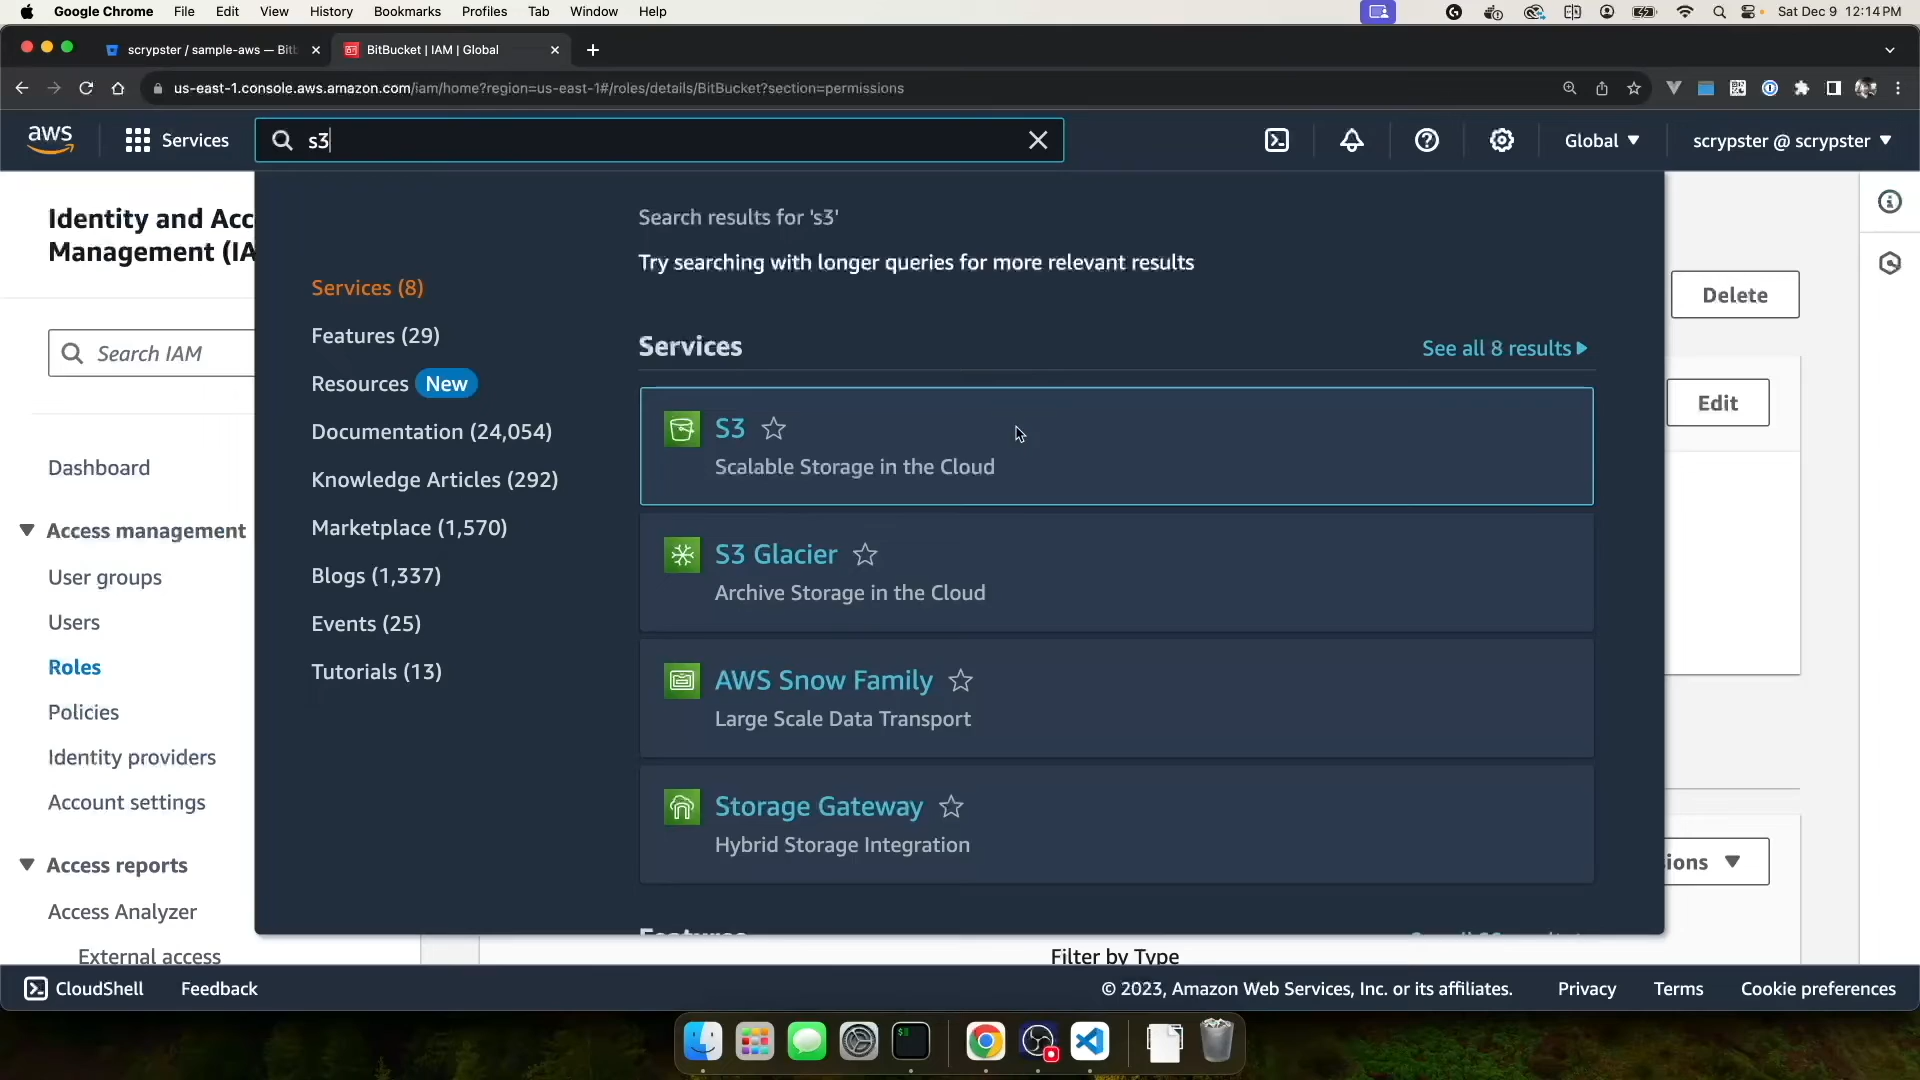 Google Chrome File Edit View History Bookmarks Profiles Tab Window Help Sat Dec 9 12:14 PM
scrypster / sample-aws — Bitb BitBucket | IAM | Global
us-east-1.console.aws.amazon.com/iam/home?region=us-east-1#/roles/details/BitBucket?section=permissions
aws Services s3 Global scrypster @ scrypster
Identity and Acc
Management (IA
Search IAM
Dashboard
Access management
User groups
Users
Roles
Policies
Identity providers
Account settings
Access reports
Access Analyzer
External access
Services (8)
Features (29)
Resources New
Documentation (24,054)
Knowledge Articles (292)
Marketplace (1,570)
Blogs (1,337)
Events (25)
Tutorials (13)
Search results for 's3'
Try searching with longer queries for more relevant results
Services See all 8 results
S3
Scalable Storage in the Cloud
S3 Glacier
Archive Storage in the Cloud
AWS Snow Family
Large Scale Data Transport
Storage Gateway
Hybrid Storage Integration
Features
Delete
Edit
ions
Filter by Type
CloudShell Feedback © 2023, Amazon Web Services, Inc. or its affiliates. Privacy Terms Cookie preferences